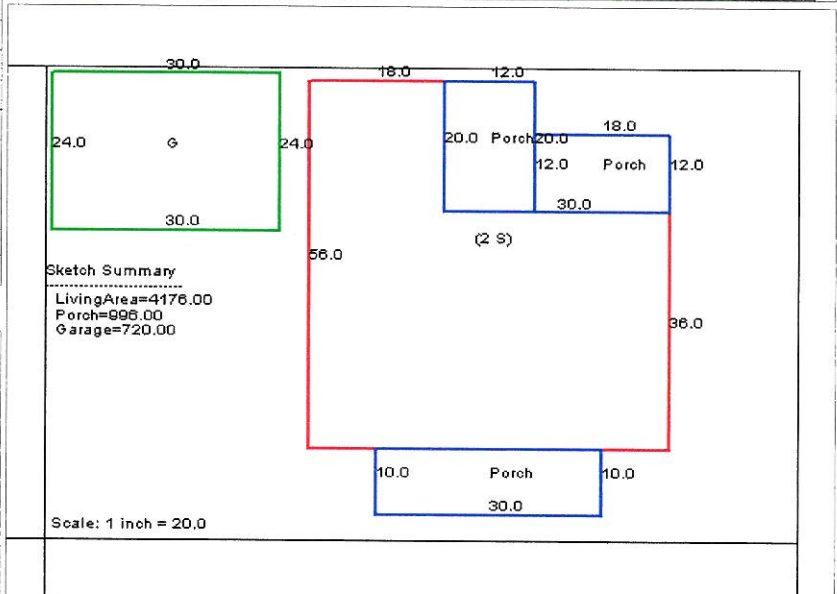 30.0
18.0
12.0
24.0
G
24.0
20.0
Porch
20.0
18.0
12.0
Porch
12.0
30.0
30.0
(2 S)
56.0
Sketch Summary
LivingArea=4176.00
Porch=996.00
Garage=720.00
36.0
10.0
Porch
10.0
30.0
Scale: 1 inch = 20.0